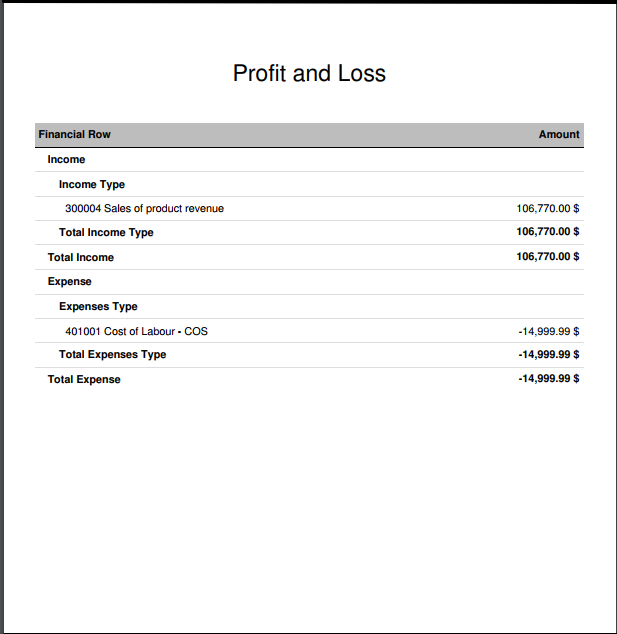 Profit and Loss
Financial Row Amount
Income
Income Type
300004 Sales of product revenue 106,770.00 $
Total Income Type 106,770.00 $
Total Income 106,770.00 $
Expense
Expenses Type
401001 Cost of Labour - COS -14,999.99 $
Total Expenses Type -14,999.99 $
Total Expense -14,999.99 $